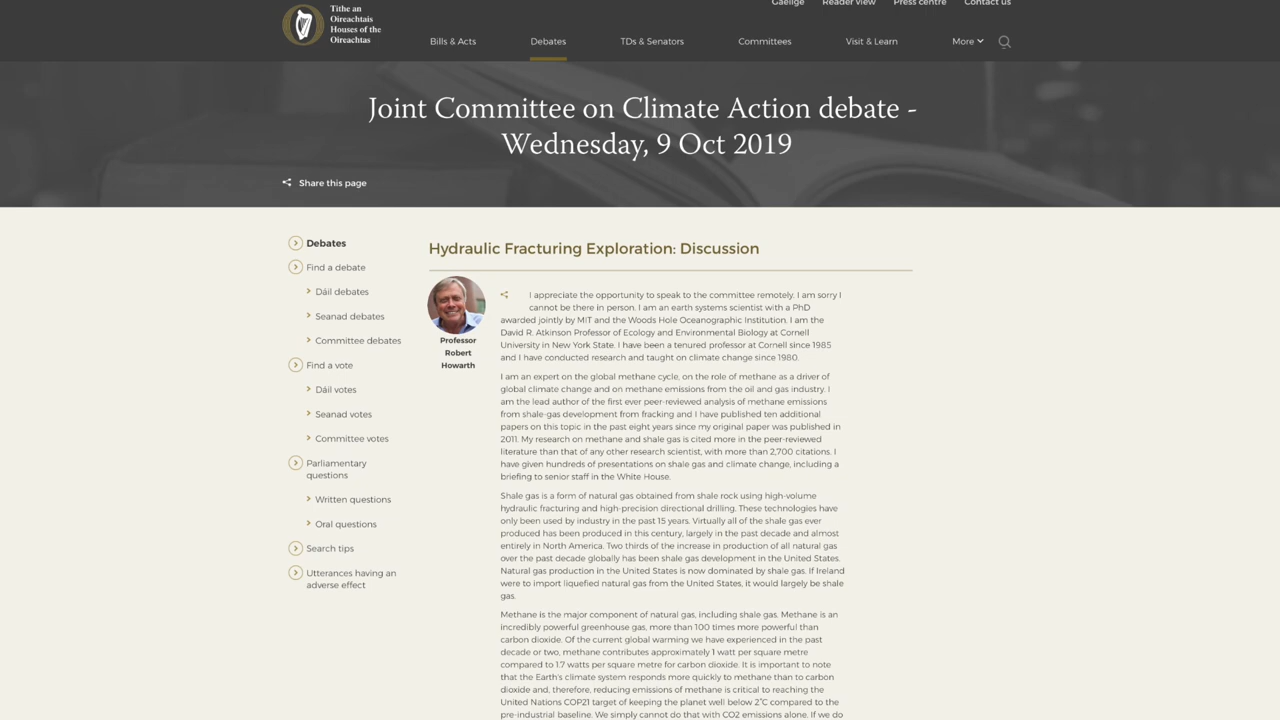 Tithe an
Oireachtais
Houses of the
Oireachtas
Gaeilge Reader view Press centre Contact us
Bills & Acts Debates TDs & Senators Committees Visit & Learn More
Joint Committee on Climate Action debate -
Wednesday, 9 Oct 2019
Share this page
Debates
Find a debate
Dáil debates
Seanad debates
Committee debates
Find a vote
Dáil votes
Seanad votes
Committee votes
Parliamentary
questions
Written questions
Oral questions
Search tips
Utterances having an
adverse effect
Hydraulic Fracturing Exploration: Discussion
Professor
Robert
Howarth
I appreciate the opportunity to speak to the committee remotely. I am sorry I
cannot be there in person. I am an earth systems scientist with a PhD
awarded jointly by MIT and the Woods Hole Oceanographic Institution. I am the
David R. Atkinson Professor of Ecology and Environmental Biology at Cornell
University in New York State. I have been a tenured professor at Cornell since 1985
and I have conducted research and taught on climate change since 1980.
I am an expert on the global methane cycle, on the role of methane as a driver of
global climate change and on methane emissions from the oil and gas industry. I
am the lead author of the first ever peer-reviewed analysis of methane emissions
from shale-gas development from fracking and I have published ten additional
papers on this topic in the past eight years since my original paper was published in
2011. My research on methane and shale gas is cited more in the peer-reviewed
literature than that of any other research scientist, with more than 2,700 citations. I
have given hundreds of presentations on shale gas and climate change, including a
briefing to senior staff in the White House.
Shale gas is a form of natural gas obtained from shale rock using high-volume
hydraulic fracturing and high-precision directional drilling. These technologies have
only been used by industry in the past 15 years. Virtually all of the shale gas ever
produced has been produced in this century, largely in the past decade and almost
entirely in North America. Two thirds of the increase in production of all natural gas
over the past decade globally has been shale gas development in the United States.
Natural gas production in the United States is now dominated by shale gas. If Ireland
were to import liquefied natural gas from the United States, it would largely be shale
gas.
Methane is the major component of natural gas, including shale gas. Methane is an
incredibly powerful greenhouse gas, more than 100 times more powerful than
carbon dioxide. Of the current global warming we have experienced in the past
decade or two, methane contributes approximately 1 watt per square metre
compared to 1.7 watts per square metre for carbon dioxide. It is important to note
that the Earth's climate system responds more quickly to methane than to carbon
dioxide and, therefore, reducing emissions of methane is critical to reaching the
United Nations COP21 target of keeping the planet well below 2°C compared to the
pre-industrial baseline. We simply cannot do that with CO2 emissions alone. If we do